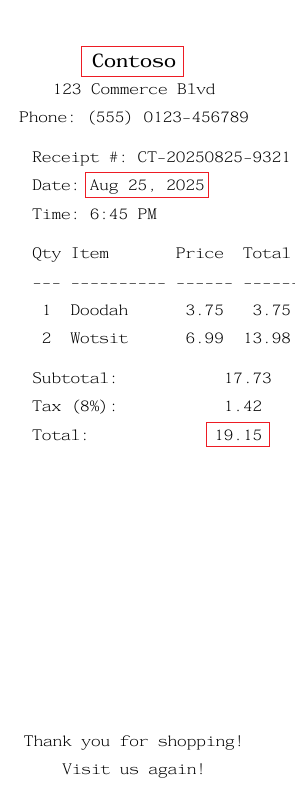 Contoso
123 Commerce Blvd
Phone: (555) 0123-456789
Receipt #: CT-20250825-9321
Date: Aug 25, 2025
Time: 6:45 PM
Qty Item Price Total
--- ---------- ------ ------
1 Doodah 3.75 3.75
2 Wotsit 6.99 13.98
Subtotal: 17.73
Tax (8%): 1.42
Total: 19.15
Thank you for shopping!
Visit us again!